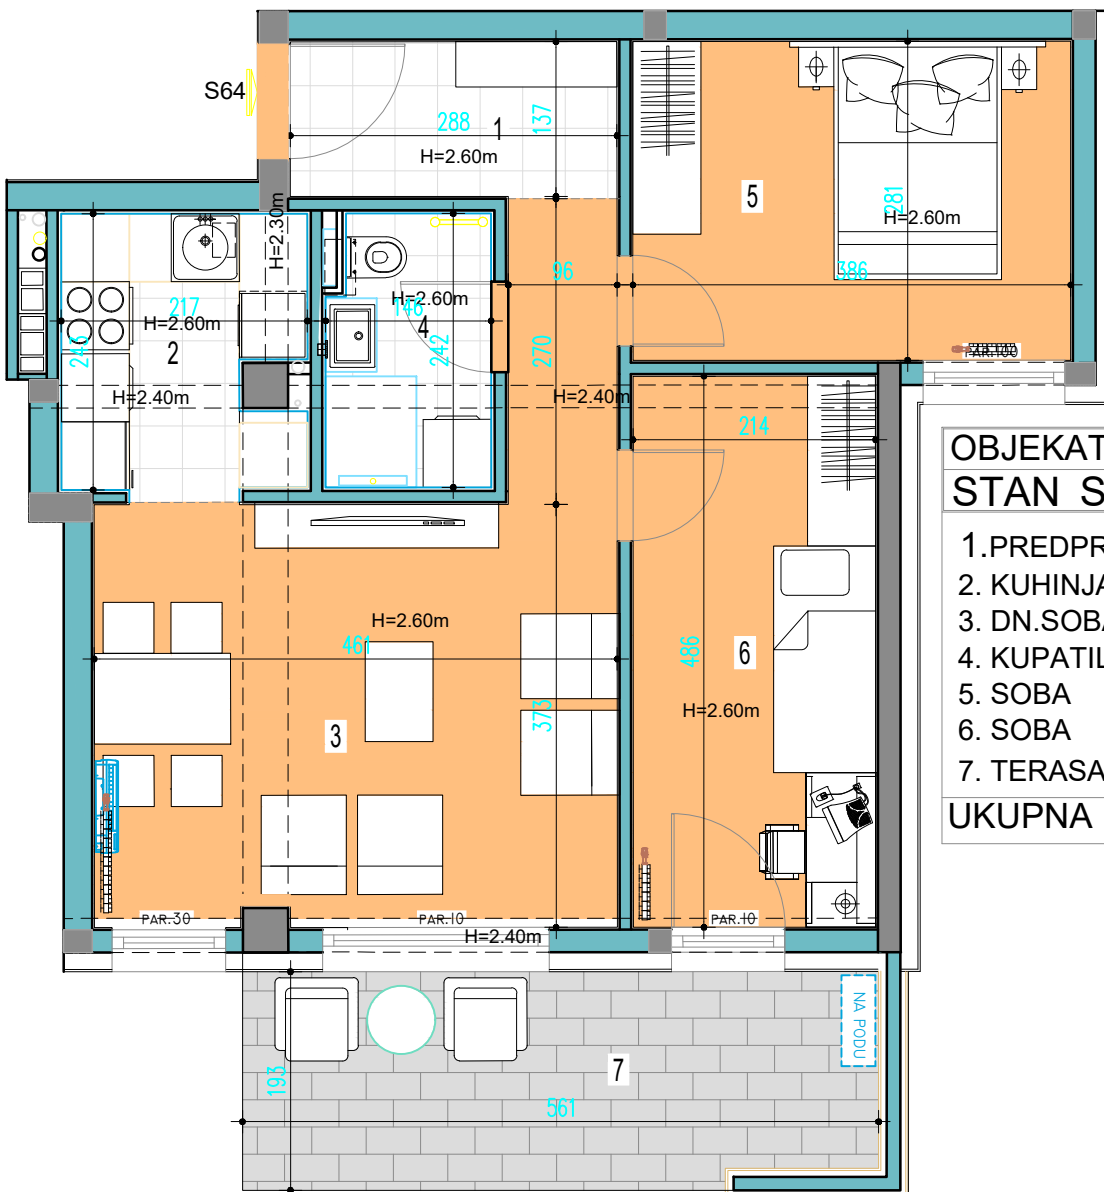 S64
288
1
137
H=2.60m
5
281
H=2.60m
386
H=2.30m
96
H=2.60m
146
4
217
H=2.60m
2
245
242
270
PAR.100
H=2.40m
H=2.40m
214
OBJEKAT
STAN S
1.PREDPR
2. KUHINJA
3. DN.SOBA
4. KUPATIL
5. SOBA
6. SOBA
7. TERASA
UKUPNA
H=2.60m
461
486
6
373
3
H=2.60m
PAR.30
PAR.10
PAR.10
H=2.40m
NA PODU
193
7
561